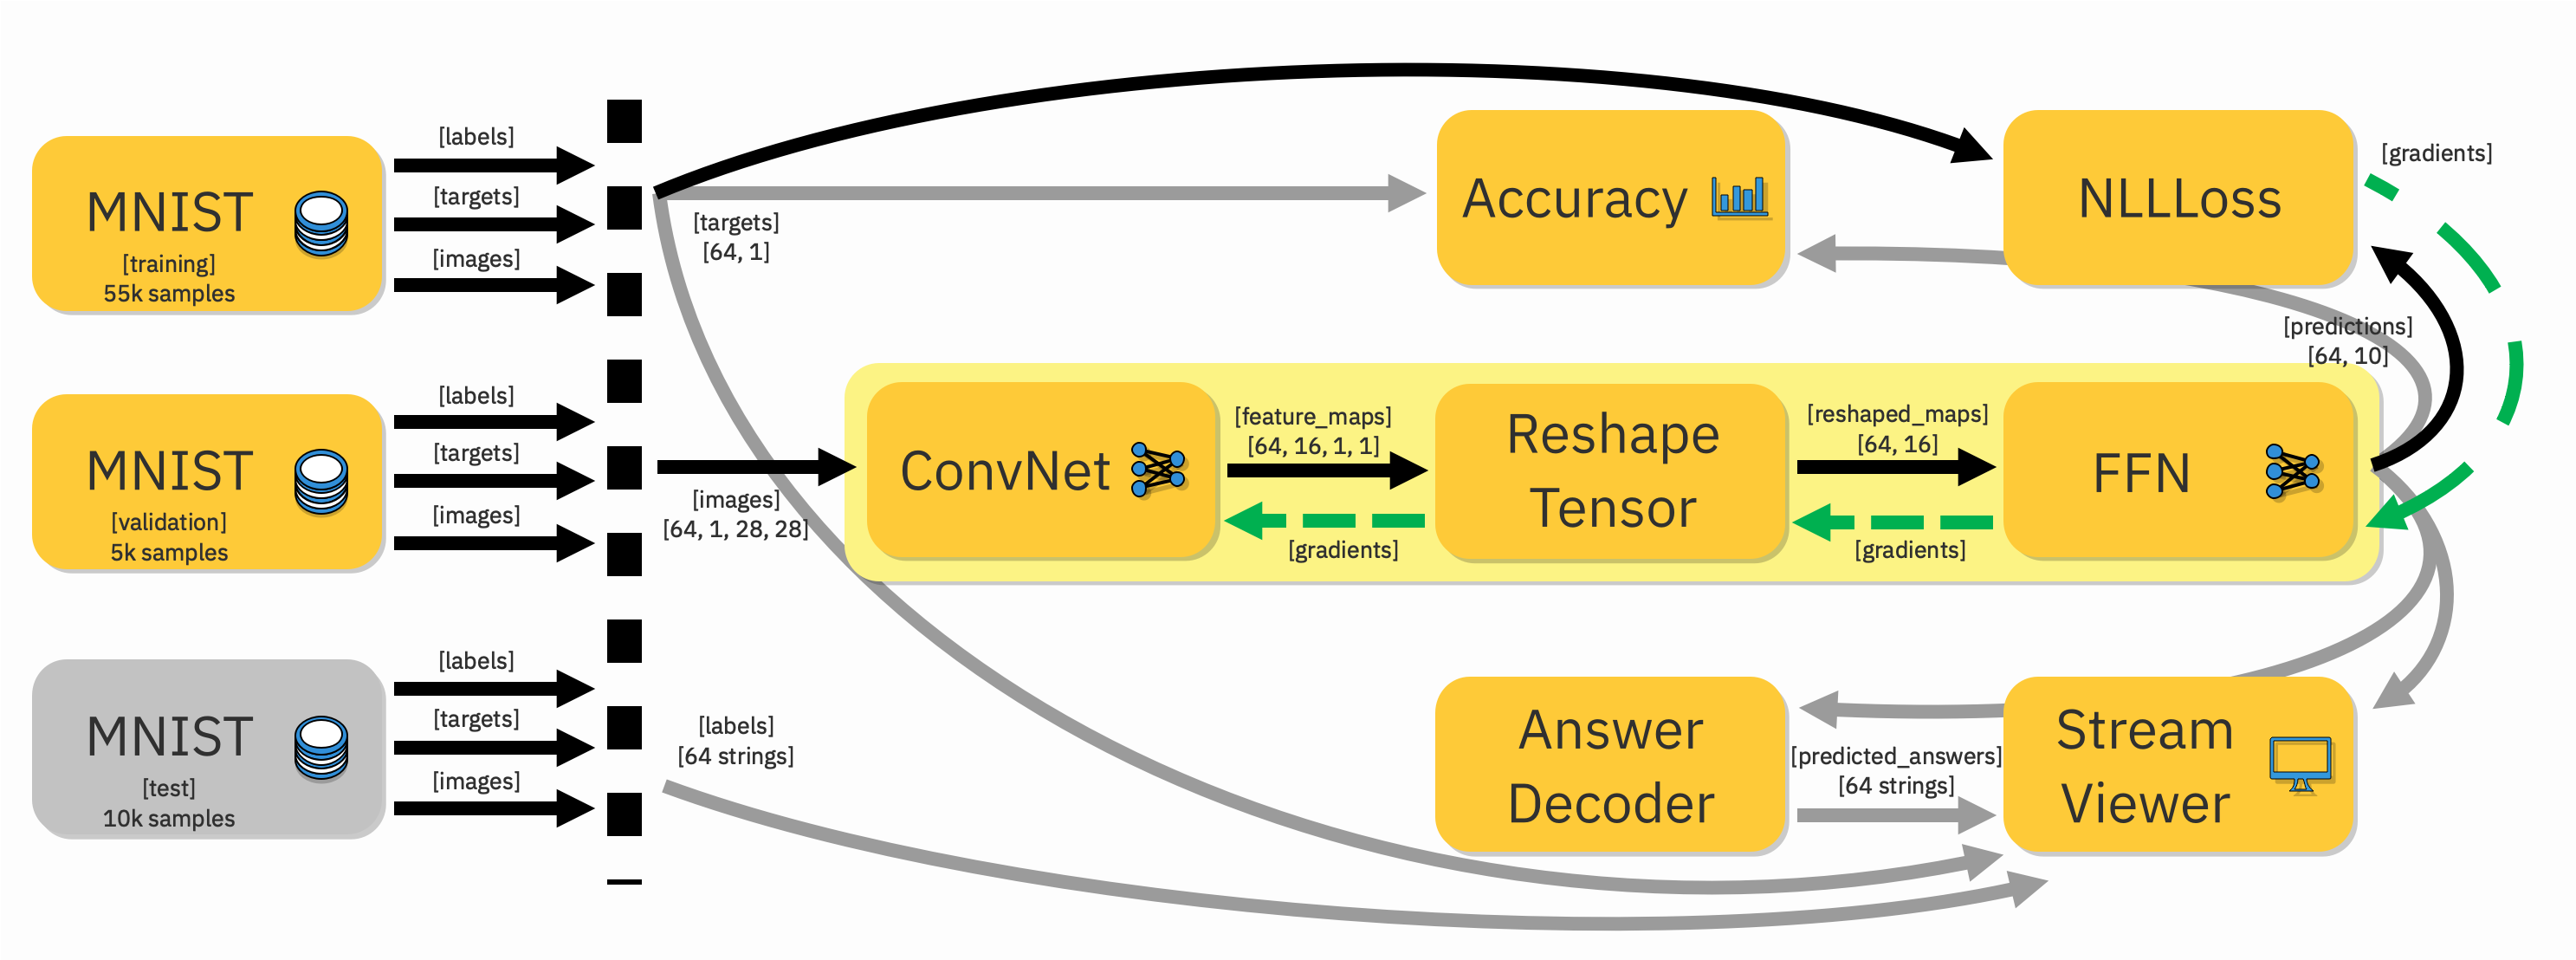 MNIST
[training]
55k samples
[labels]
[targets]
[images]
MNIST
[validation]
5k samples
[labels]
[targets]
[images]
MNIST
[test]
10k samples
[labels]
[targets]
[images]
[targets]
[64, 1]
[images]
[64, 1, 28, 28]
[labels]
[64 strings]
Accuracy
NLLLoss
[gradients]
[predictions]
[64, 10]
ConvNet
[feature_maps]
[64, 16, 1, 1]
[gradients]
Reshape
Tensor
[reshaped_maps]
[64, 16]
[gradients]
FFN
Answer
Decoder
[predicted_answers]
[64 strings]
Stream
Viewer